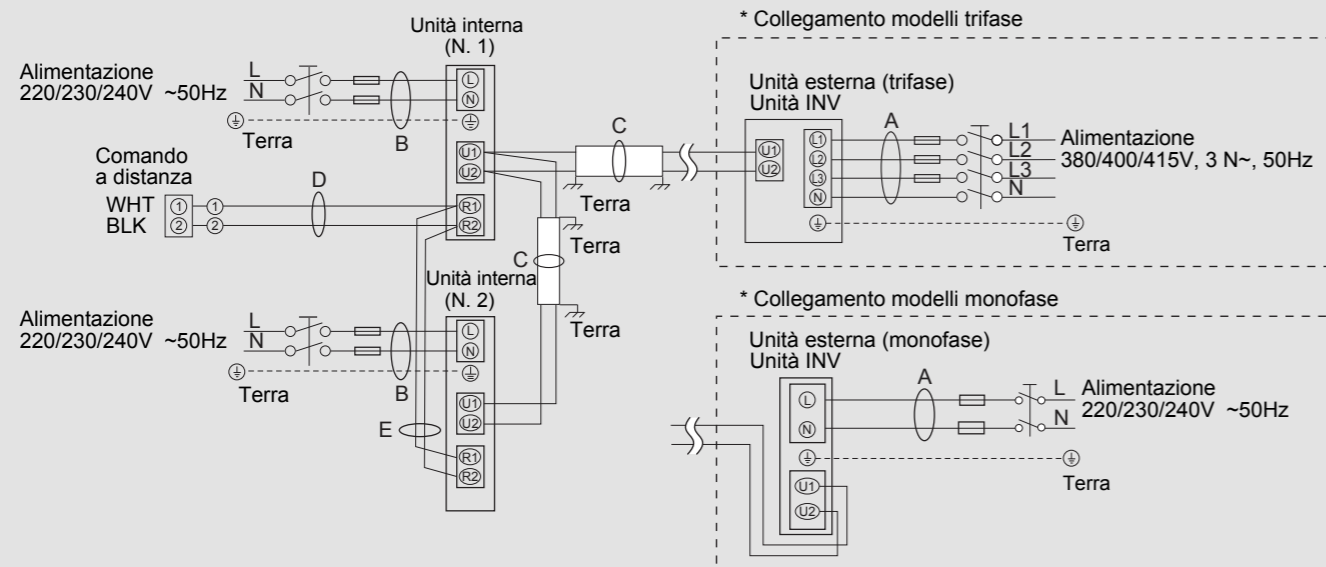 * Collegamento modelli trifase
Unità interna
(N. 1)
Alimentazione
220/230/240V ~50Hz
L
N
Terra
B
L
N
U1
U2
R1
R2
Comando
a distanza
WHT
BLK
1
2
1
2
D
C
Terra
C
Terra
Terra
Unità esterna (trifase)
Unità INV
U1
U2
L1
L2
L3
N
A
L1
L2
L3
N
Alimentazione
380/400/415V, 3 N~, 50Hz
Terra
Unità interna
(N. 2)
Alimentazione
220/230/240V ~50Hz
L
N
Terra
B
E
L
N
U1
U2
R1
R2
* Collegamento modelli monofase
Unità esterna (monofase)
Unità INV
L
N
U1
U2
A
L
N
Alimentazione
220/230/240V ~50Hz
Terra